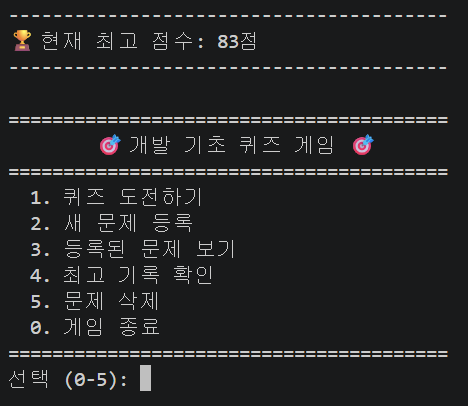 ----------------------------------------
🏆 현재 최고 점수: 83점
----------------------------------------
========================================
🎯 개발 기초 퀴즈 게임 🎯
========================================
1. 퀴즈 도전하기
2. 새 문제 등록
3. 등록된 문제 보기
4. 최고 기록 확인
5. 문제 삭제
0. 게임 종료
========================================
선택 (0-5):